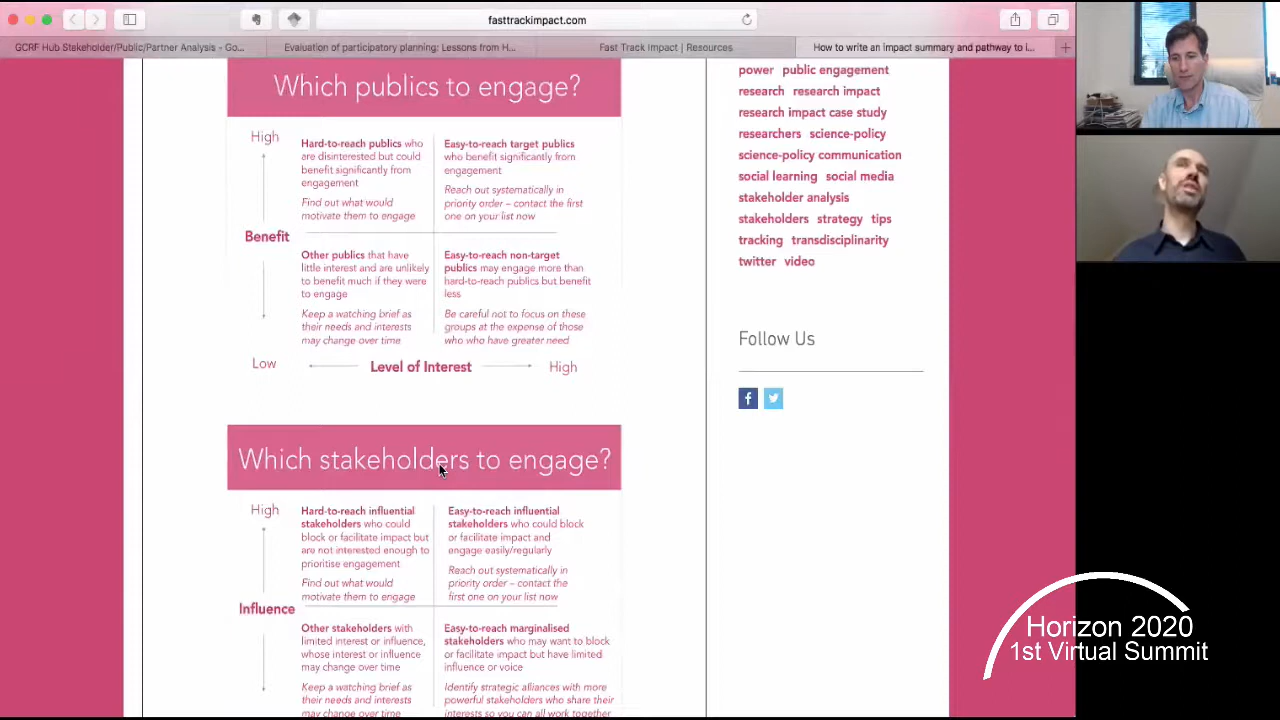 fasttrackimpact.com
GCRF Hub Stakeholder/Public/Partner Analysis - Go...
Evaluation of participatory planning: Lessons from H...
Fast Track Impact | Resources
How to write an impact summary and pathway to i...
Which publics to engage?
High
Hard-to-reach publics who
are disinterested but could
benefit significantly from
engagement
Find out what would
motivate them to engage
Easy-to-reach target publics
who benefit significantly from
engagement
Reach out systematically in
priority order – contact the first
one on your list now
Benefit
Other publics that have
little interest and are unlikely
to benefit much if they were
to engage
Keep a watching brief as
their needs and interests
may change over time
Easy-to-reach non-target
publics may engage more than
hard-to-reach publics but benefit
less
Be careful not to focus on these
groups at the expense of those
who who have greater need
Low
Level of Interest
High
Which stakeholders to engage?
High
Hard-to-reach influential
stakeholders who could
block or facilitate impact but
are not interested enough to
prioritise engagement
Find out what would
motivate them to engage
Easy-to-reach influential
stakeholders who could block
or facilitate impact and
engage easily/regularly
Reach out systematically in
priority order – contact the
first one on your list now
Influence
Other stakeholders with
limited interest or influence,
whose interest or influence
may change over time
Keep a watching brief as
their needs and interests
may change over time
Easy-to-reach marginalised
stakeholders who may want to block
or facilitate impact but have limited
influence or voice
Identify strategic alliances with more
powerful stakeholders who share their
interests so you can all work together
power public engagement
research research impact
research impact case study
researchers science-policy
science-policy communication
social learning social media
stakeholder analysis
stakeholders strategy tips
tracking transdisciplinarity
twitter video
Follow Us
Horizon 2020
1st Virtual Summit